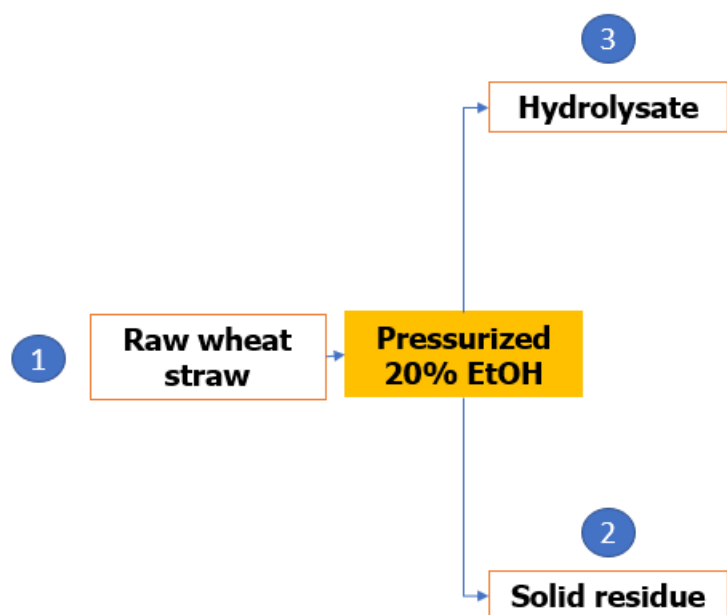 3
Hydrolysate
1
Raw wheat
straw
Pressurized
20% EtOH
2
Solid residue